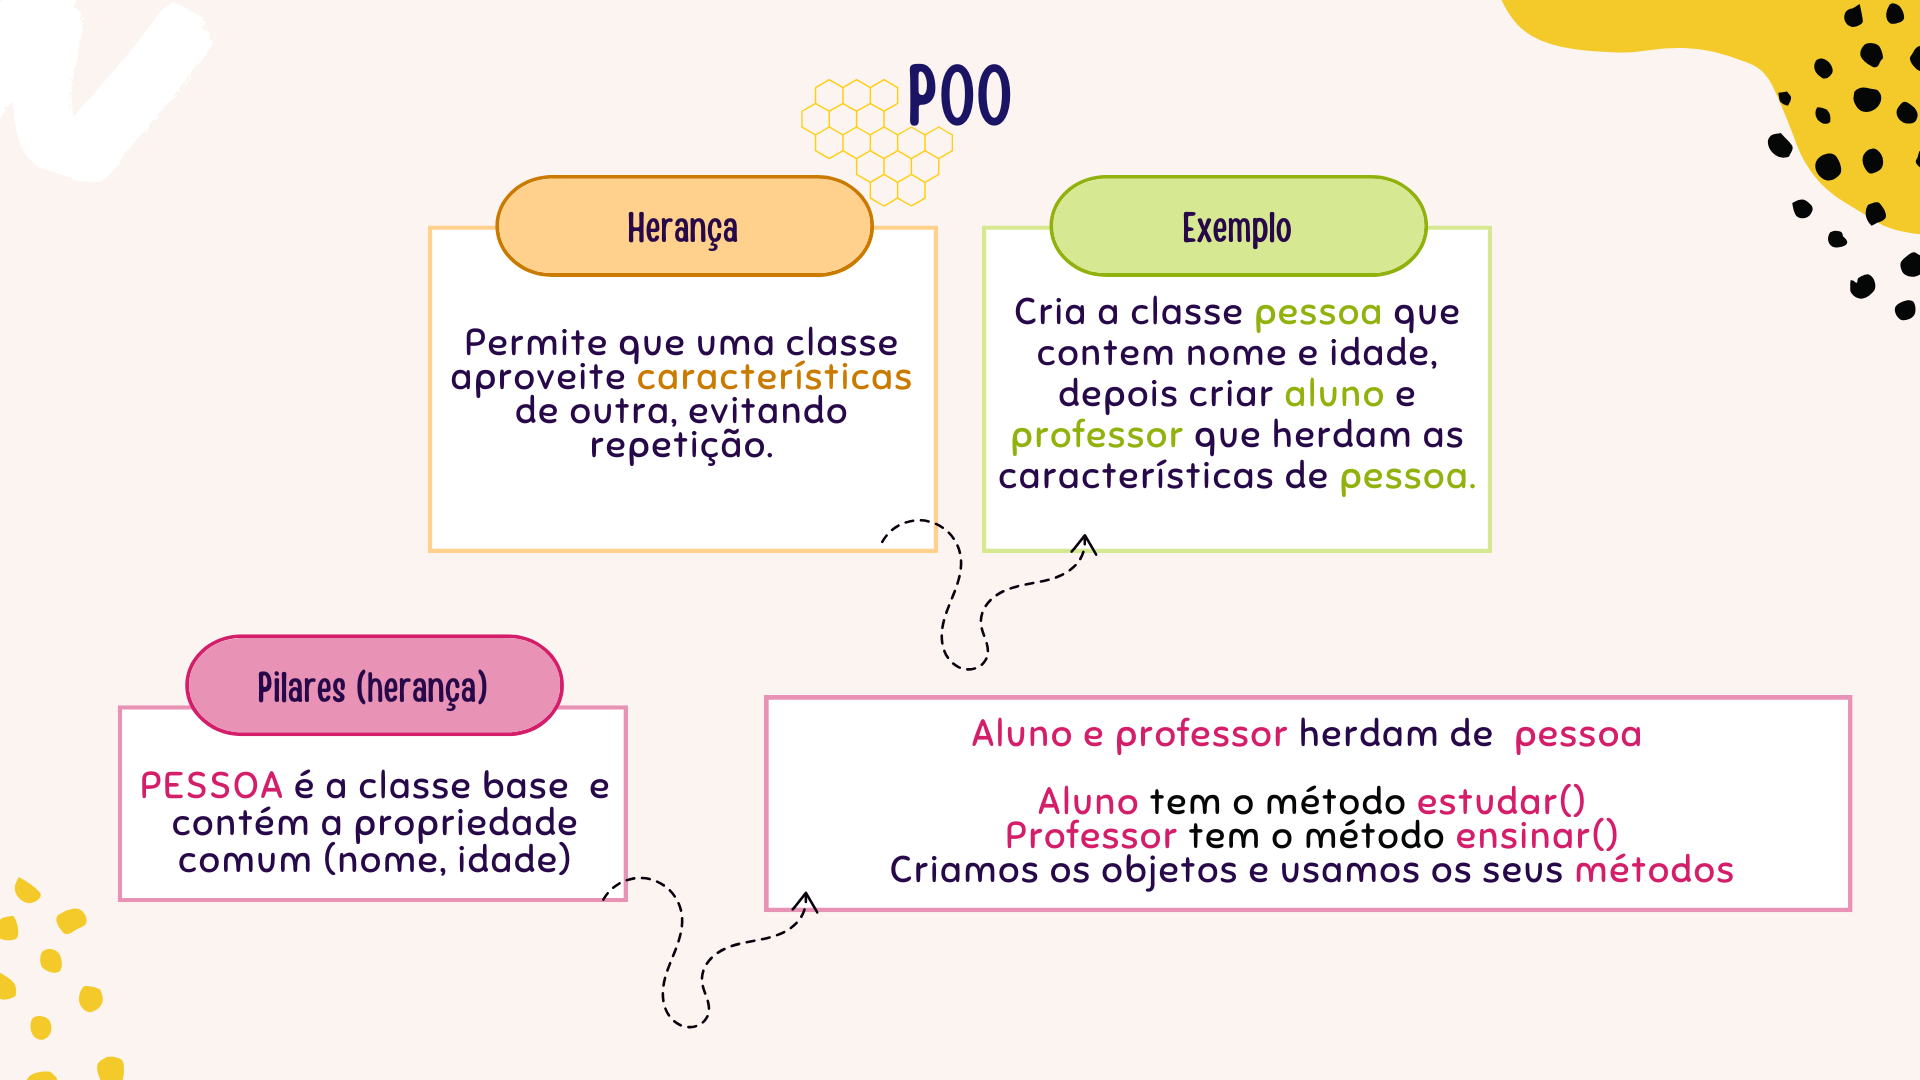 POO
Herança
Permite que uma classe
aproveite características
de outra, evitando
repetição.
Exemplo
Cria a classe pessoa que
contem nome e idade,
depois criar aluno e
professor que herdam as
características de pessoa.
Pilares (herança)
PESSOA é a classe base e
contém a propriedade
comum (nome, idade)
Aluno e professor herdam de pessoa
Aluno tem o método estudar()
Professor tem o método ensinar()
Criamos os objetos e usamos os seus métodos